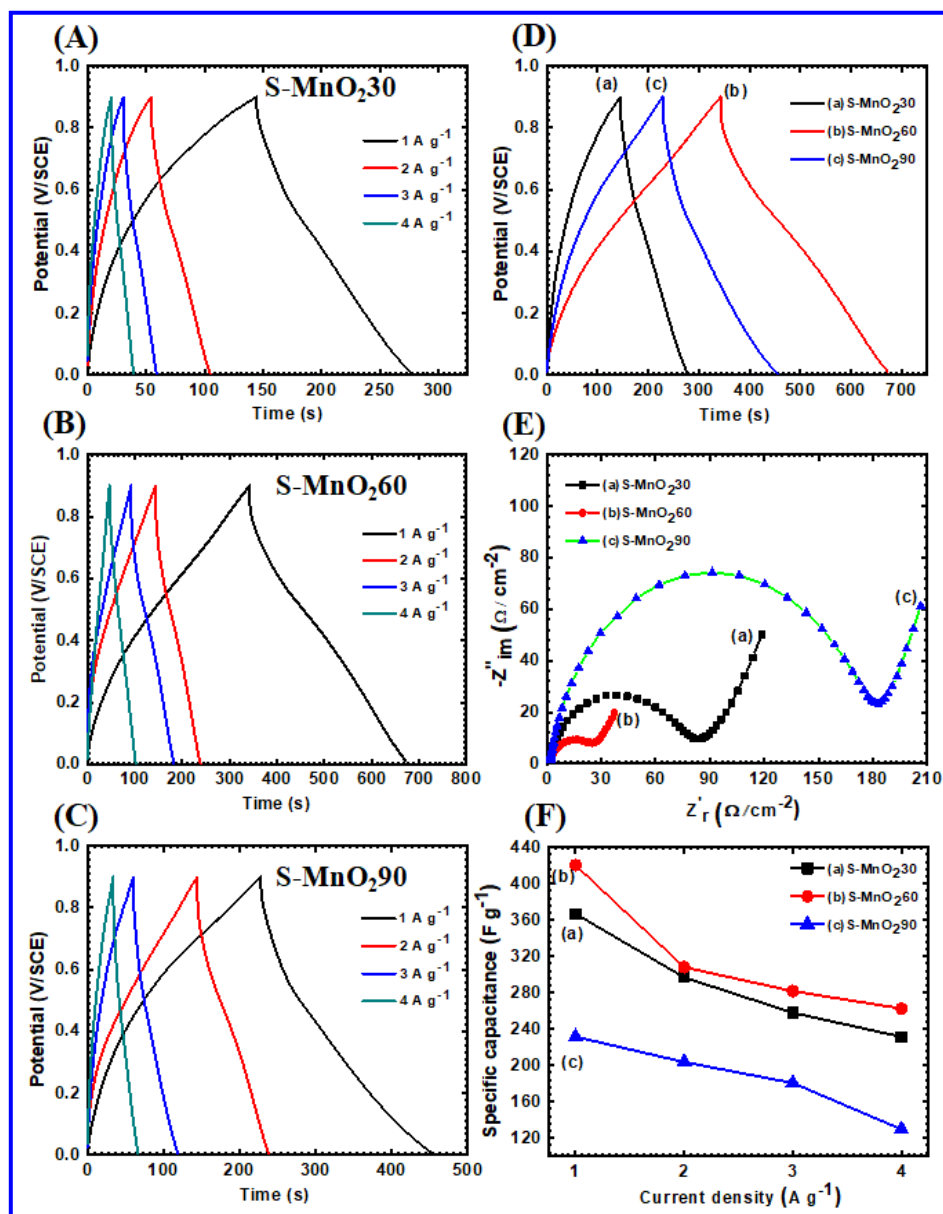 (A)
S-MnO₂30
1 A g⁻¹
2 A g⁻¹
3 A g⁻¹
4 A g⁻¹
Potential (V/SCE)
1.0
0.8
0.6
0.4
0.2
0.0
0 50 100 150 200 250 300
Time (s)
(D)
(a) (c) (b)
(a) S-MnO₂30
(b) S-MnO₂60
(c) S-MnO₂90
Potential (V/SCE)
1.0
0.8
0.6
0.4
0.2
0.0
0 100 200 300 400 500 600 700
Time (s)
(B)
S-MnO₂60
1 A g⁻¹
2 A g⁻¹
3 A g⁻¹
4 A g⁻¹
Potential (V/SCE)
1.0
0.8
0.6
0.4
0.2
0.0
0 100 200 300 400 500 600 700 800
Time (s)
(E)
(a) S-MnO₂30
(b) S-MnO₂60
(c) S-MnO₂90
(c)
(a)
(b)
-Z''im (Ω/ cm⁻²)
120
100
80
60
40
20
0
0 30 60 90 120 150 180 210
Z'r (Ω/cm⁻²)
(C)
S-MnO₂90
1 A g⁻¹
2 A g⁻¹
3 A g⁻¹
4 A g⁻¹
Potential (V/SCE)
1.0
0.8
0.6
0.4
0.2
0.0
0 100 200 300 400 500
Time (s)
(F)
(a) S-MnO₂30
(b) S-MnO₂60
(c) S-MnO₂90
(b)
(a)
(c)
Specific capacitance (F g⁻¹)
440
400
360
320
280
240
200
160
120
1 2 3 4
Current density (A g⁻¹)